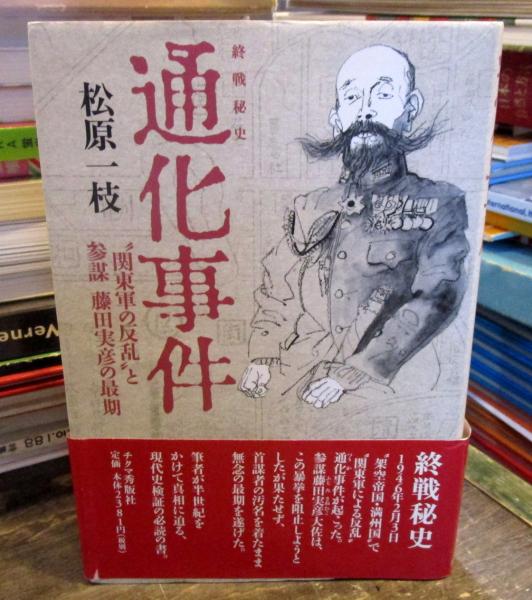 終戦秘史
通化事件
松原一枝
〝関東軍の反乱〟と
参謀 藤田実彦の最期
終戦秘史
1946年2月3日
〝架空帝国・満州国〟で
〝関東軍による反乱〟
通化事件が起こった。
参謀藤田実彦大佐は、
この暴挙を阻止しようと
したが果たせず、
首謀者の汚名を着たまま
無念の最期を遂げた。
筆者が半世紀を
かけて真相に迫る、
現代史検証の必読の書。
チクマ秀版社
定価 本体2381円(税別)